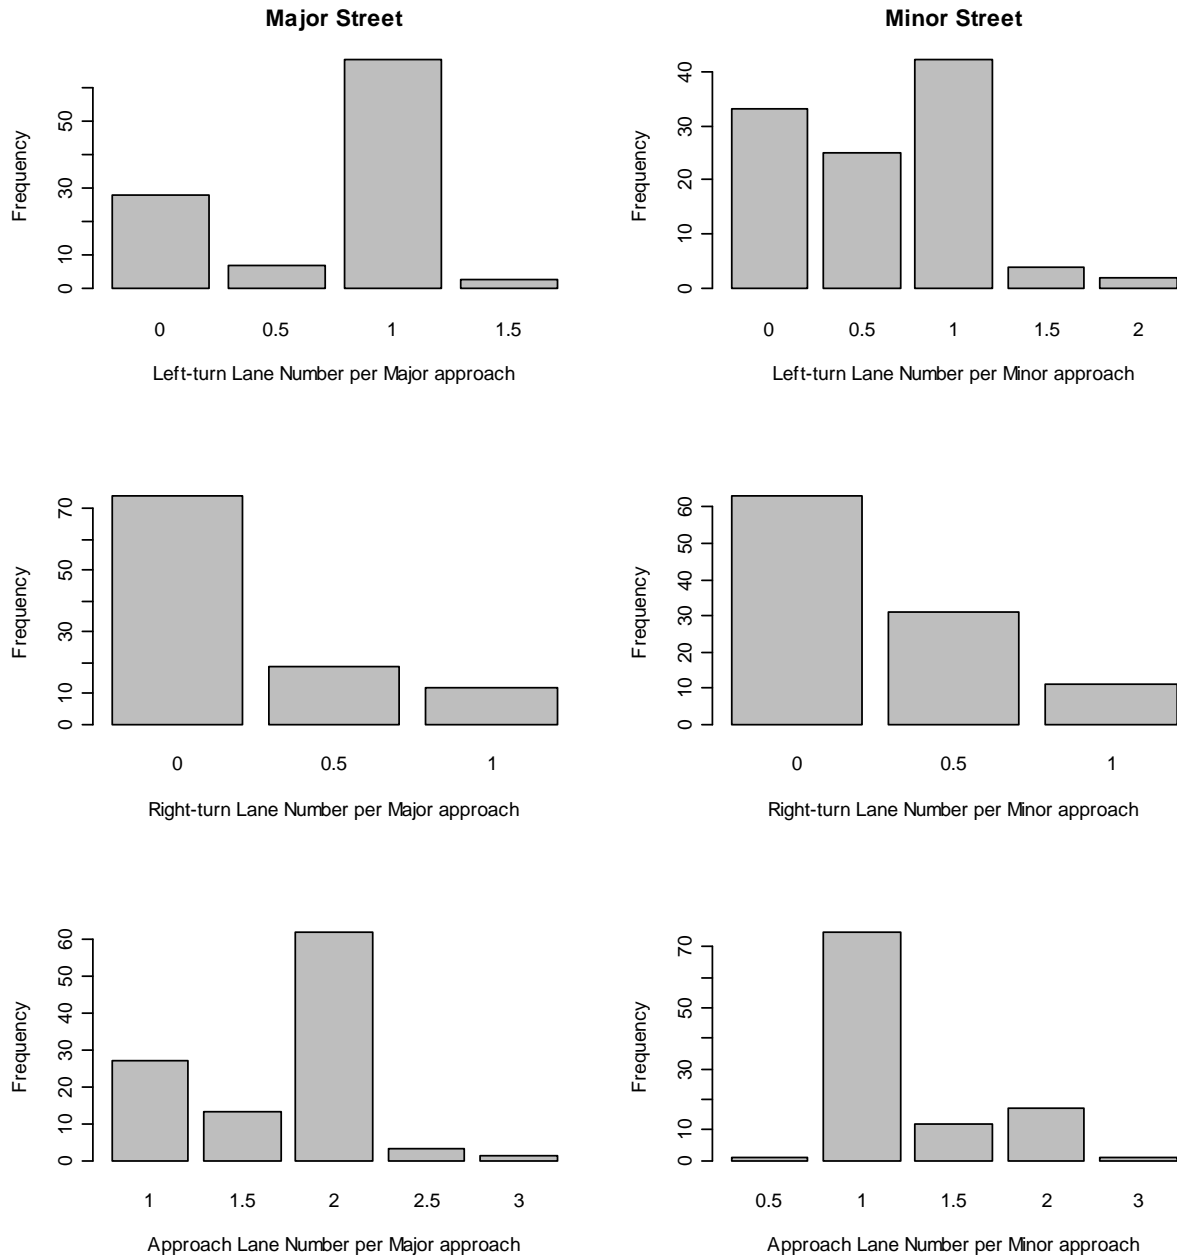 Major Street
Minor Street
Frequency
50
30
10
0
0 0.5 1 1.5
Left-turn Lane Number per Major approach
Frequency
40
30
20
10
0
0 0.5 1 1.5 2
Left-turn Lane Number per Minor approach
Frequency
70
50
30
10
0
0 0.5 1
Right-turn Lane Number per Major approach
Frequency
60
50
40
30
20
10
0
0 0.5 1
Right-turn Lane Number per Minor approach
Frequency
60
50
40
30
20
10
0
1 1.5 2 2.5 3
Approach Lane Number per Major approach
Frequency
70
50
30
10
0
0.5 1 1.5 2 3
Approach Lane Number per Minor approach